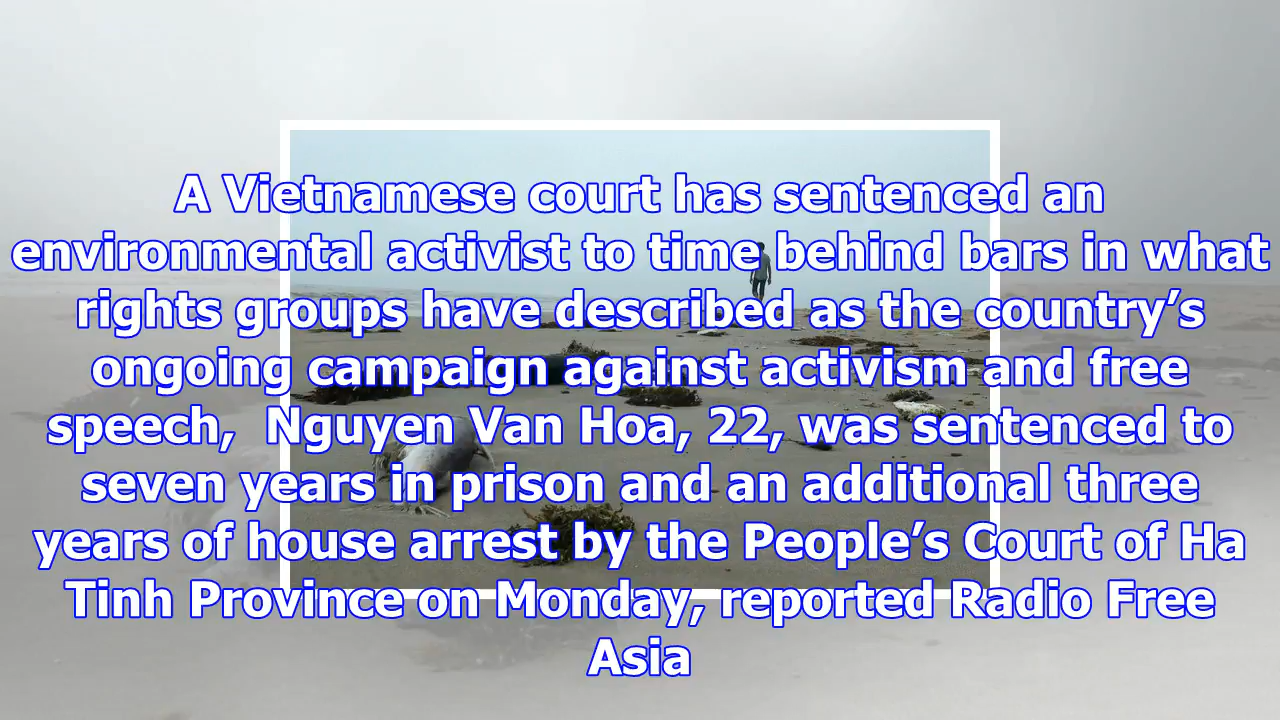 A Vietnamese court has sentenced an
environmental activist to time behind bars in what
rights groups have described as the country’s
ongoing campaign against activism and free
speech,  Nguyen Van Hoa, 22, was sentenced to
seven years in prison and an additional three
years of house arrest by the People’s Court of Ha
Tinh Province on Monday, reported Radio Free
Asia